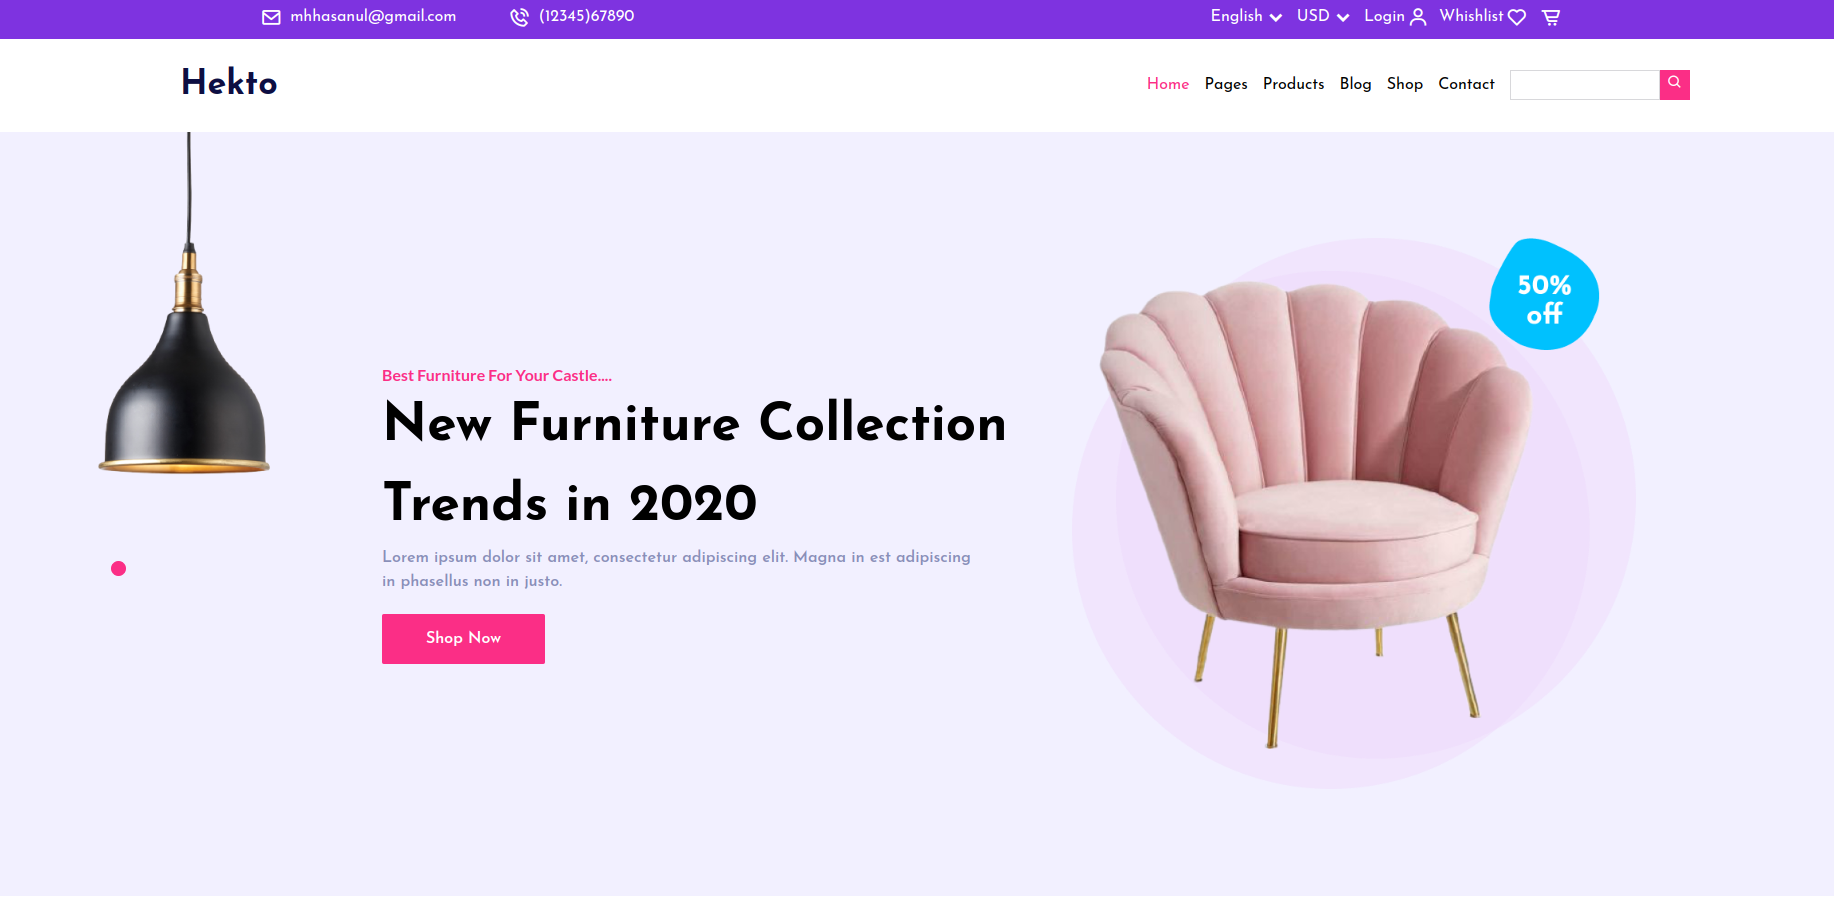 mhhasanul@gmail.com (12345)67890 English USD Login Whishlist
Hekto Home Pages Products Blog Shop Contact
50%
off
Best Furniture For Your Castle....
New Furniture Collection
Trends in 2020
Lorem ipsum dolor sit amet, consectetur adipiscing elit. Magna in est adipiscing
in phasellus non in justo.
Shop Now